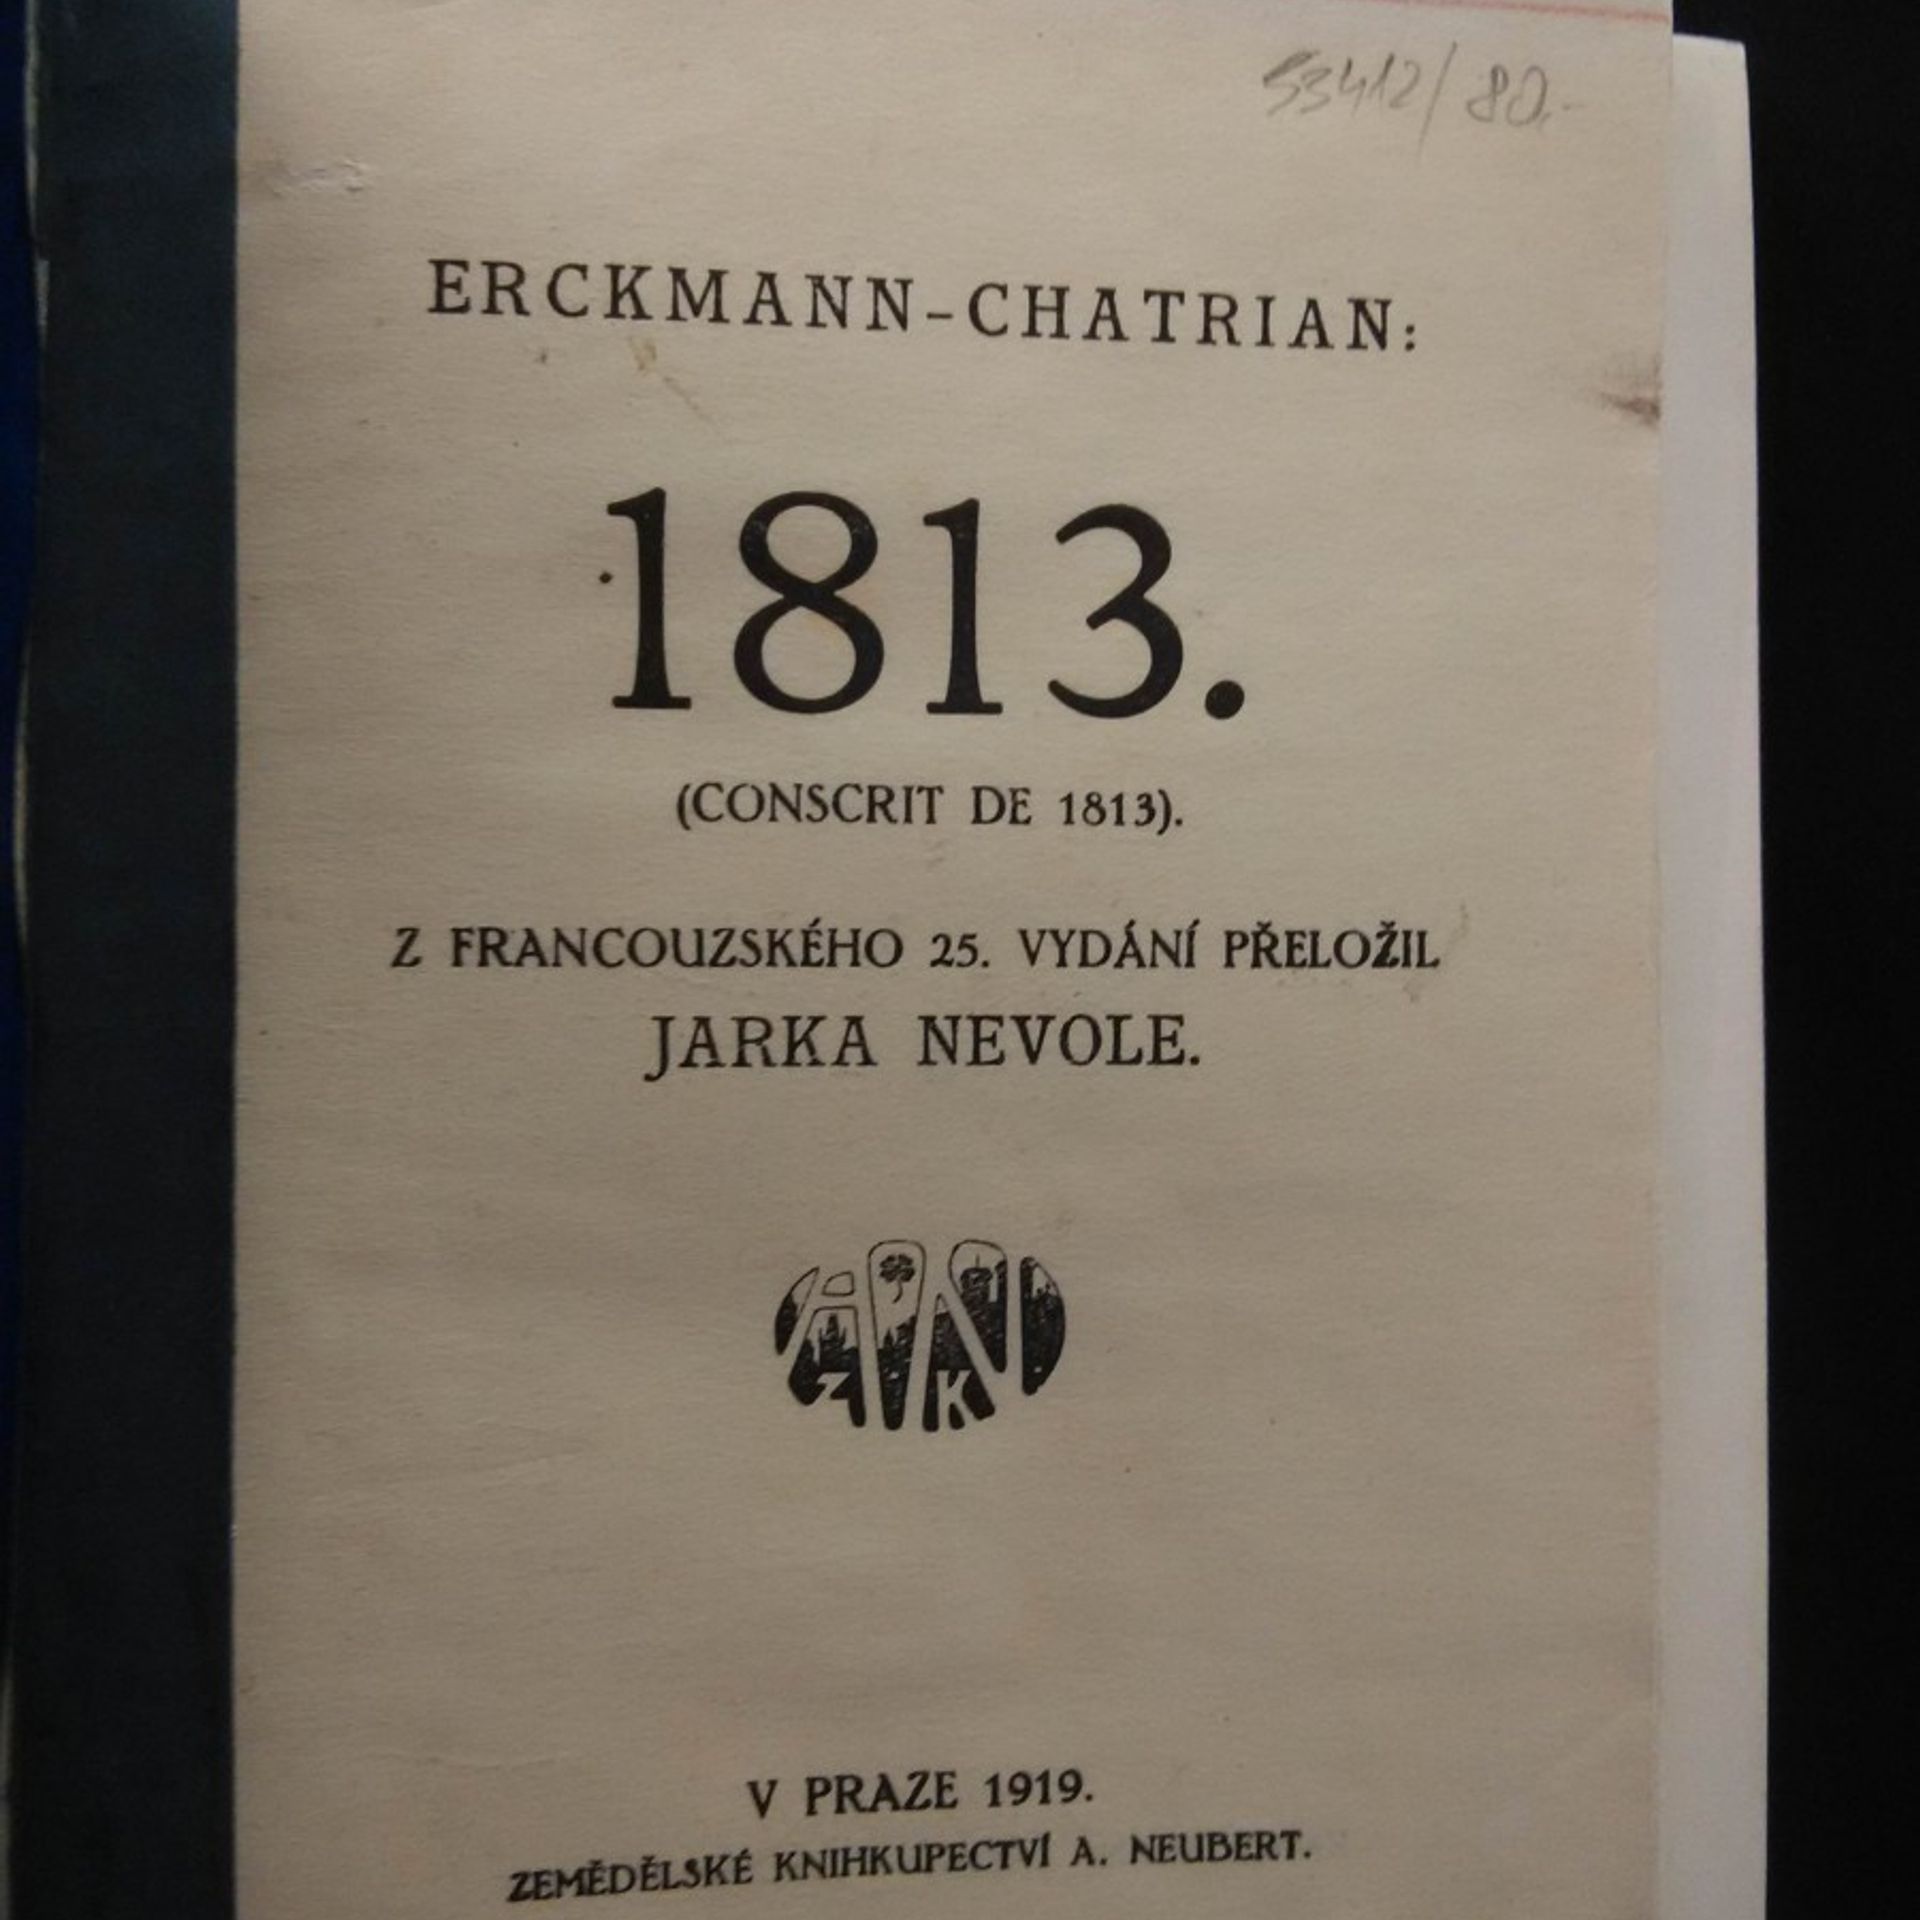 53412/80.-
ERCKMANN-CHATRIAN:
1813.
(CONSCRIT DE 1813).
Z FRANCOUZSKÉHO 25. VYDÁNÍ PŘELOŽIL
JARKA NEVOLE.
Z K
V PRAZE 1919.
ZEMĚDĚLSKÉ KNIHKUPECTVÍ A. NEUBERT.